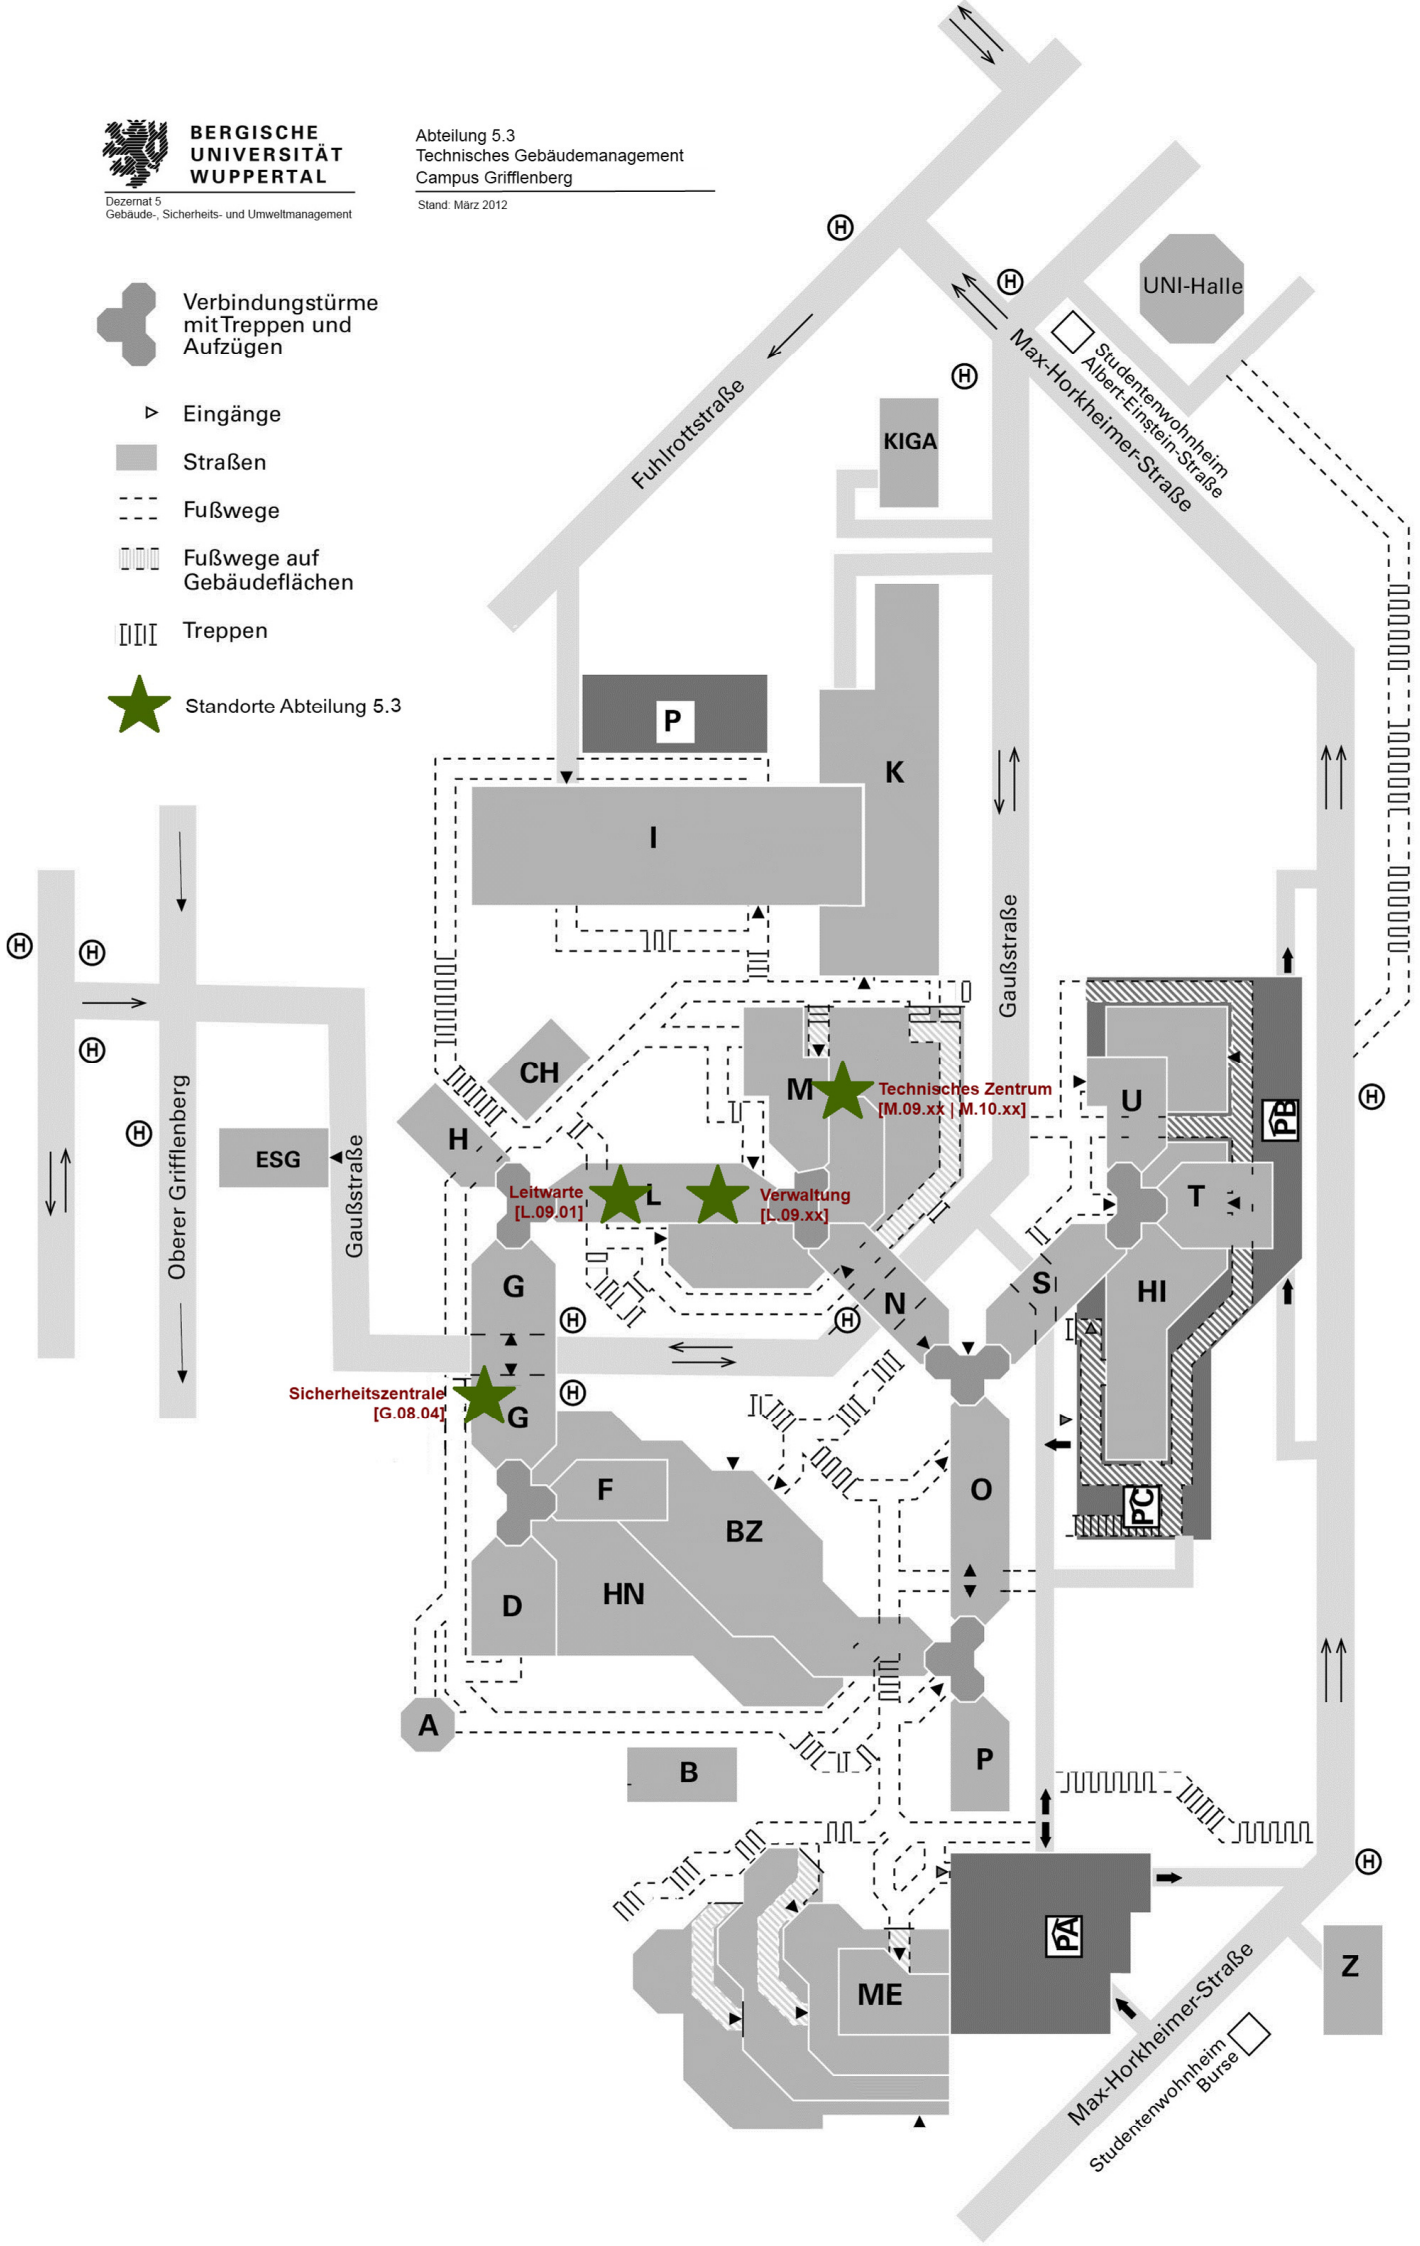 BERGISCHE
UNIVERSITÄT
WUPPERTAL
Dezernat 5
Gebäude-, Sicherheits- und Umweltmanagement
Abteilung 5.3
Technisches Gebäudemanagement
Campus Grifflenberg
Stand: März 2012
Verbindungstürme
mit Treppen und
Aufzügen
Eingänge
Straßen
Fußwege
Fußwege auf
Gebäudeflächen
Treppen
Standorte Abteilung 5.3
H
H
UNI-Halle
Studentenwohnheim
Albert-Einstein-Straße
Max-Horkheimer-Straße
H
Fuhlrottstraße
KIGA
P
K
I
Gaußstraße
H
H
H
H
Oberer Grifflenberg
ESG
Gaußstraße
CH
H
M
Technisches Zentrum
[M.09.xx | M.10.xx]
U
PB
H
Leitwarte
[L.09.01]
L
Verwaltung
[L.09.xx]
T
G
S
HI
N
H
H
Sicherheitszentrale
[G.08.04]
G
H
F
O
PC
BZ
HN
D
A
B
P
H
PA
ME
Z
Max-Horkheimer-Straße
Studentenwohnheim
Burse